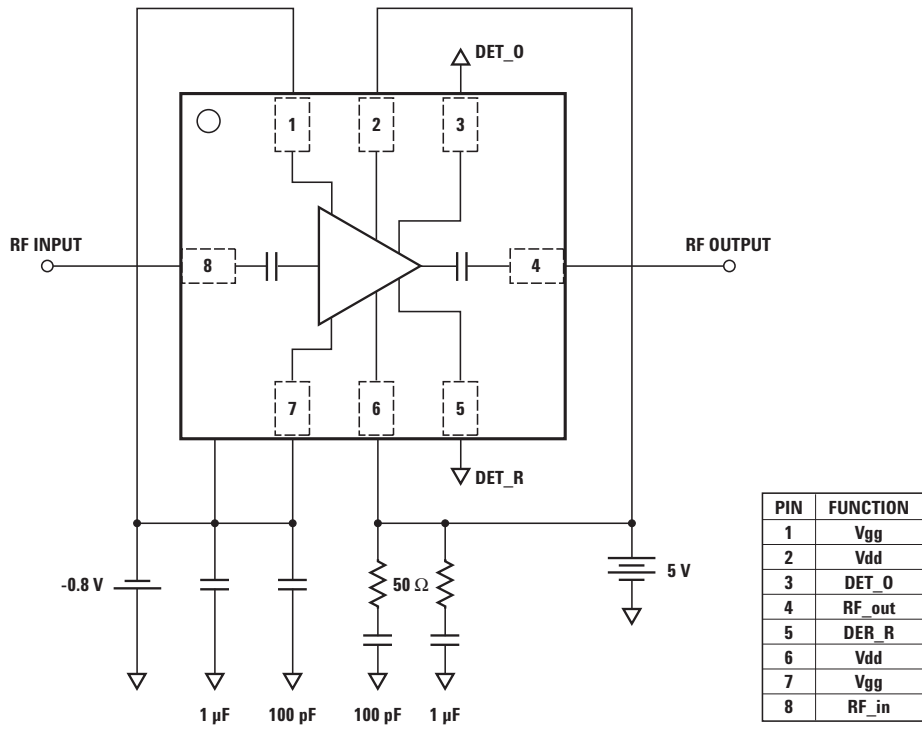 DET_O
1
2
3
RF INPUT
8
4
RF OUTPUT
7
6
5
DET_R
-0.8 V
50 Ω
5 V
1 µF
100 pF
100 pF
1 µF
PIN FUNCTION
1 Vgg
2 Vdd
3 DET_O
4 RF_out
5 DER_R
6 Vdd
7 Vgg
8 RF_in